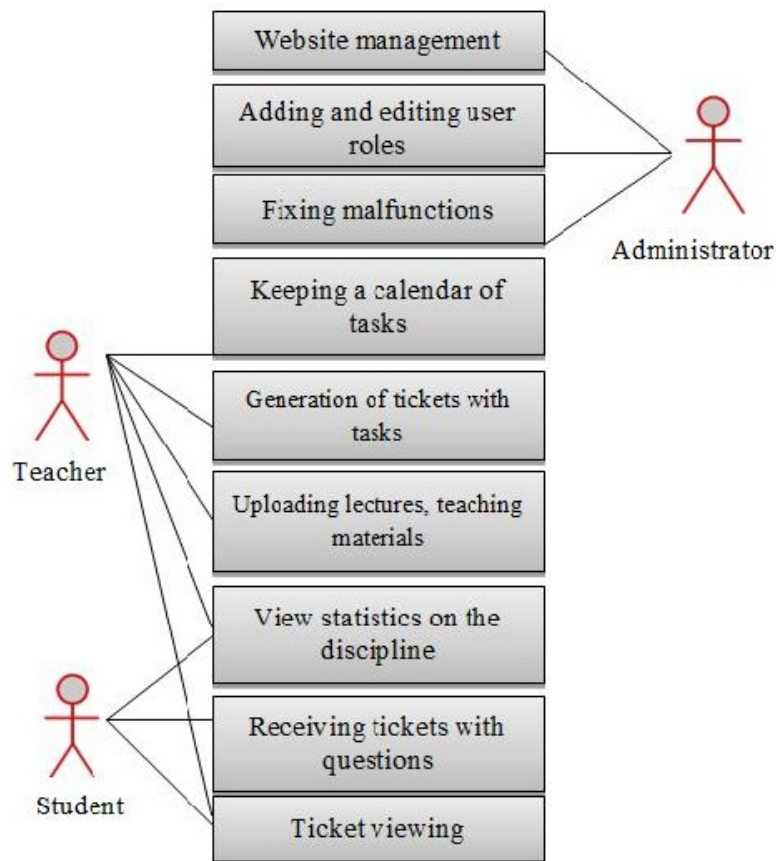 Website management
Adding and editing user
roles
Fixing malfunctions
Administrator
Keeping a calendar of
tasks
Generation of tickets with
tasks
Teacher
Uploading lectures, teaching
materials
View statistics on the
discipline
Receiving tickets with
questions
Student
Ticket viewing